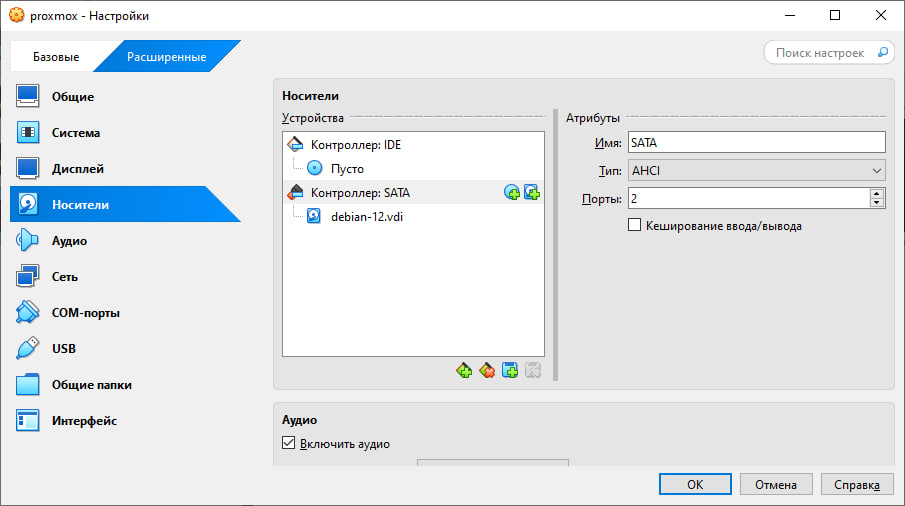 proxmox - Настройки
Базовые
Расширенные
Поиск настроек
Общие
Система
Дисплей
Носители
Аудио
Сеть
COM-порты
USB
Общие папки
Интерфейс
Носители
Устройства
Контроллер: IDE
Пусто
Контроллер: SATA
debian-12.vdi
Атрибуты
Имя: SATA
Тип: AHCI
Порты: 2
Кеширование ввода/вывода
Аудио
Включить аудио
OK
Отмена
Справка